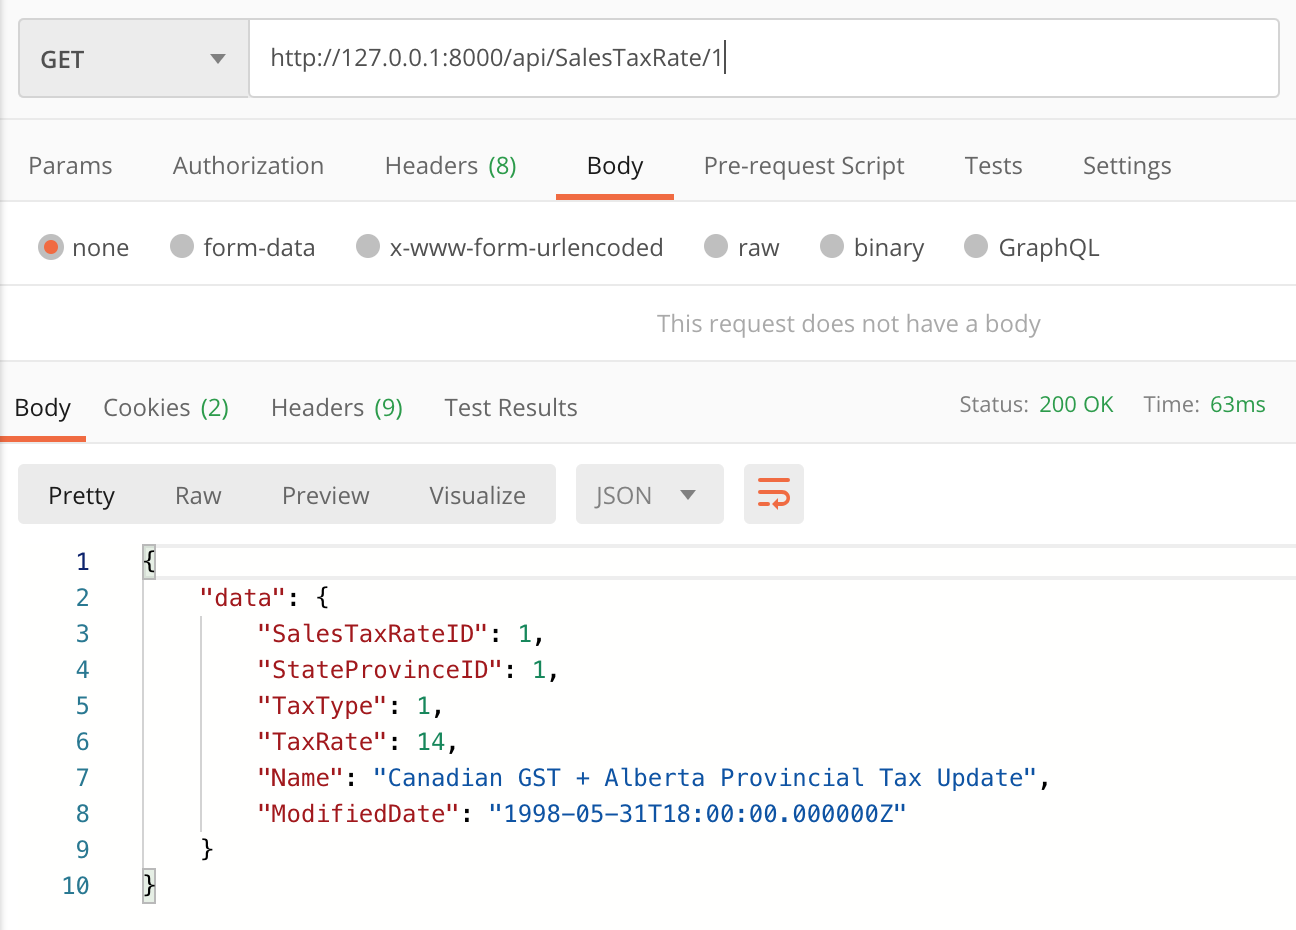 GET http://127.0.0.1:8000/api/SalesTaxRate/1
Params Authorization Headers (8) Body Pre-request Script Tests Settings
none form-data x-www-form-urlencoded raw binary GraphQL
This request does not have a body
Body Cookies (2) Headers (9) Test Results Status: 200 OK Time: 63ms
Pretty Raw Preview Visualize JSON
1 {
2 "data": {
3 "SalesTaxRateID": 1,
4 "StateProvinceID": 1,
5 "TaxType": 1,
6 "TaxRate": 14,
7 "Name": "Canadian GST + Alberta Provincial Tax Update",
8 "ModifiedDate": "1998-05-31T18:00:00.000000Z"
9 }
10 }